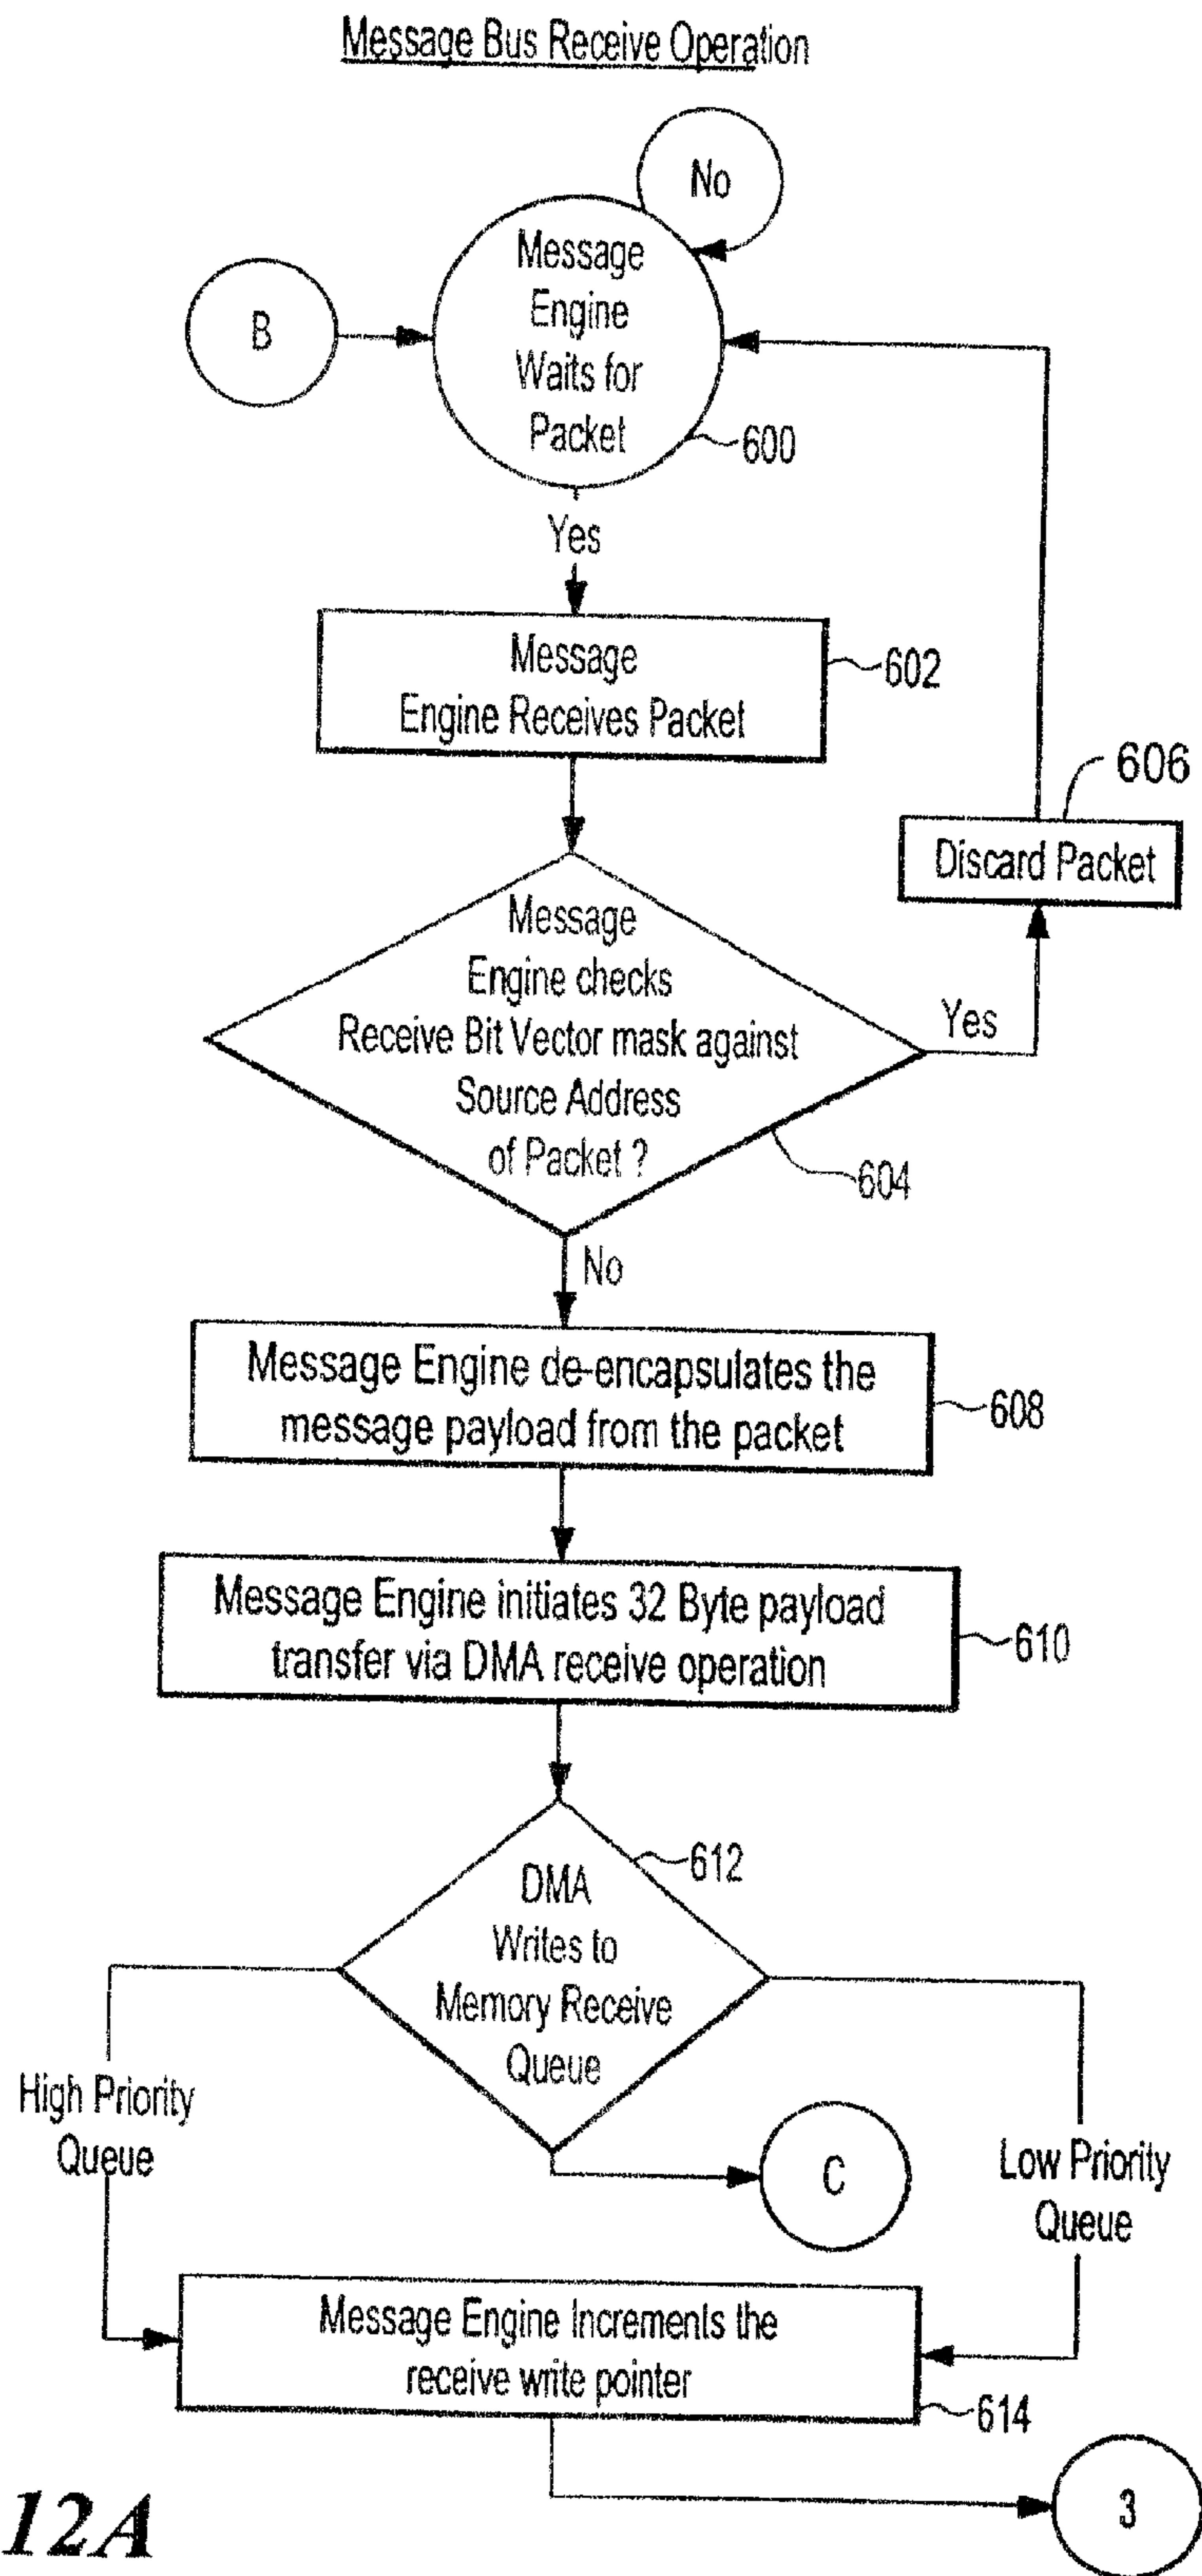 Message Bus Receive Operation
No
Message
Engine
Waits for
Packet
B
600
Yes
Message
Engine Receives Packet
602
606
Discard Packet
Message
Engine checks
Receive Bit Vector mask against
Source Address
of Packet ?
Yes
604
No
Message Engine de-encapsulates the
message payload from the packet
608
Message Engine initiates 32 Byte payload
transfer via DMA receive operation
610
612
DMA
Writes to
Memory Receive
Queue
High Priority
Queue
C
Low Priority
Queue
Message Engine Increments the
receive write pointer
614
3
12A